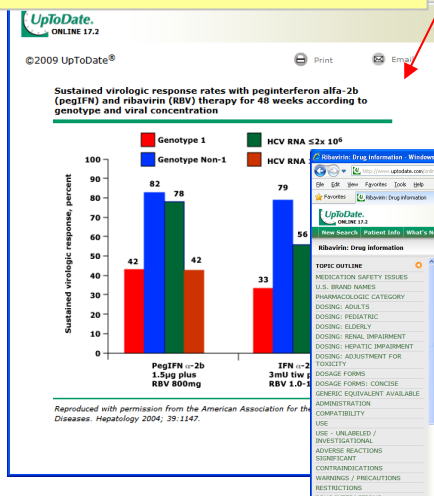 UpToDate®
ONLINE 17.2
©2009 UpToDate®
Print
Email
Sustained virologic response rates with peginterferon alfa-2b
(pegIFN) and ribavirin (RBV) therapy for 48 weeks according to
genotype and viral concentration
Genotype 1
HCV RNA ≤2x 10⁶
Genotype Non-1
HCV RNA
Sustained virologic response, percent
100
90
80
70
60
50
40
30
20
10
0
42
82
78
42
33
79
56
PegIFN α-2b
1.5µg plus
RBV 800mg
IFN α-2
3mU tiw p
RBV 1.0-1
Reproduced with permission from the American Association for the
Diseases. Hepatology 2004; 39:1147.
Ribavirin: Drug information - Windows
http://www.uptodate.com/onli
File Edit View Favorites Tools Help
Favorites
Ribavirin: Drug information
UpToDate®
ONLINE 17.2
New Search
Patient Info
What's N
Ribavirin: Drug information
TOPIC OUTLINE
MEDICATION SAFETY ISSUES
U.S. BRAND NAMES
PHARMACOLOGIC CATEGORY
DOSING: ADULTS
DOSING: PEDIATRIC
DOSING: ELDERLY
DOSING: RENAL IMPAIRMENT
DOSING: HEPATIC IMPAIRMENT
DOSING: ADJUSTMENT FOR
TOXICITY
DOSAGE FORMS
DOSAGE FORMS: CONCISE
GENERIC EQUIVALENT AVAILABLE
ADMINISTRATION
COMPATIBILITY
USE
USE - UNLABELED /
INVESTIGATIONAL
ADVERSE REACTIONS
SIGNIFICANT
CONTRAINDICATIONS
WARNINGS / PRECAUTIONS
RESTRICTIONS